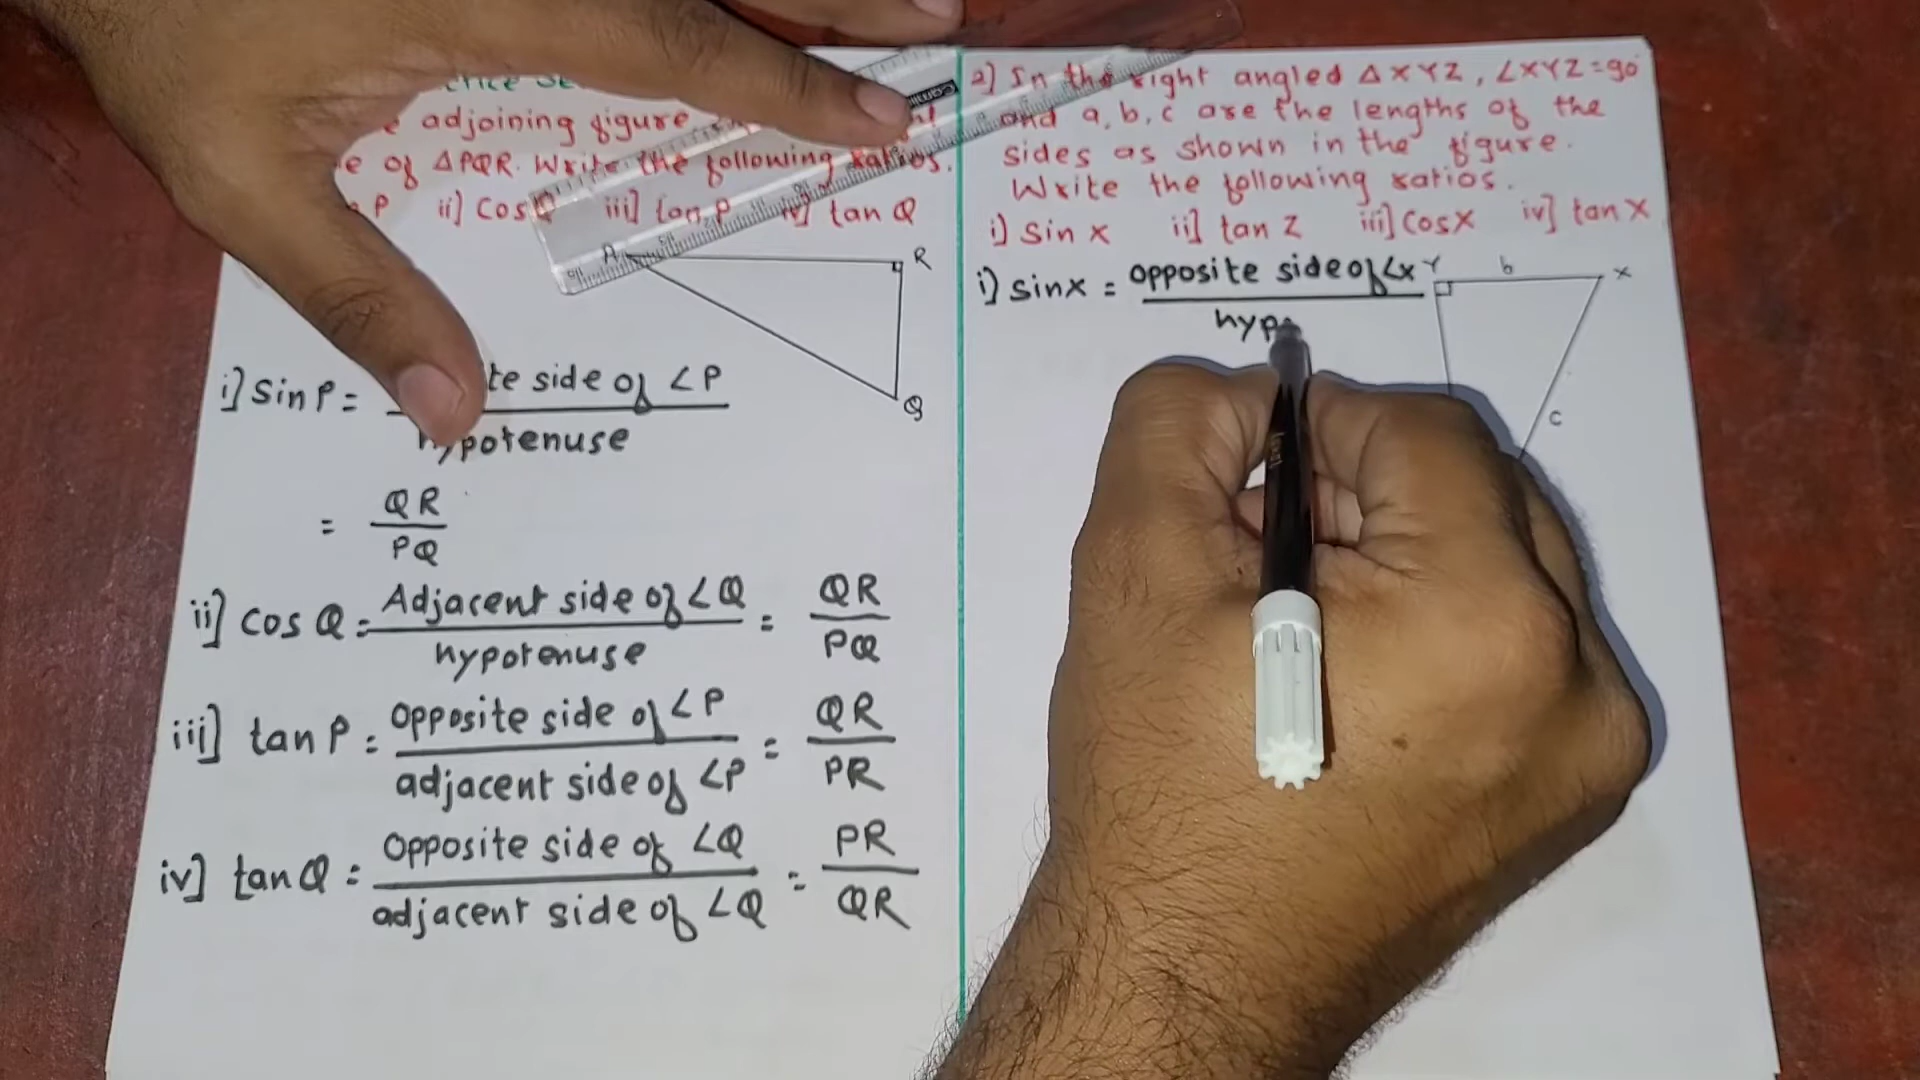 adjoining figure
of ΔPQR. Write the following ratios.
P ii] Cos Q iii] tan P iv] tan Q
R
Q
i] Sin P = side of ∠P
hypotenuse
= QR
PQ
ii] cos Q = Adjacent side of ∠Q = QR
hypotenuse PQ
iii] tan P = opposite side of ∠P = QR
adjacent side of ∠P PR
iv] tan Q = opposite side of ∠Q = PR
adjacent side of ∠Q QR
2) In the right angled ΔXYZ, ∠XYZ=90
and a, b, c are the lengths of the
sides as shown in the figure.
Write the following ratios.
i) Sin X ii] tan Z iii] Cos X iv] tan X
i) sin x = opposite side of ∠x
hyp
Y b X
c